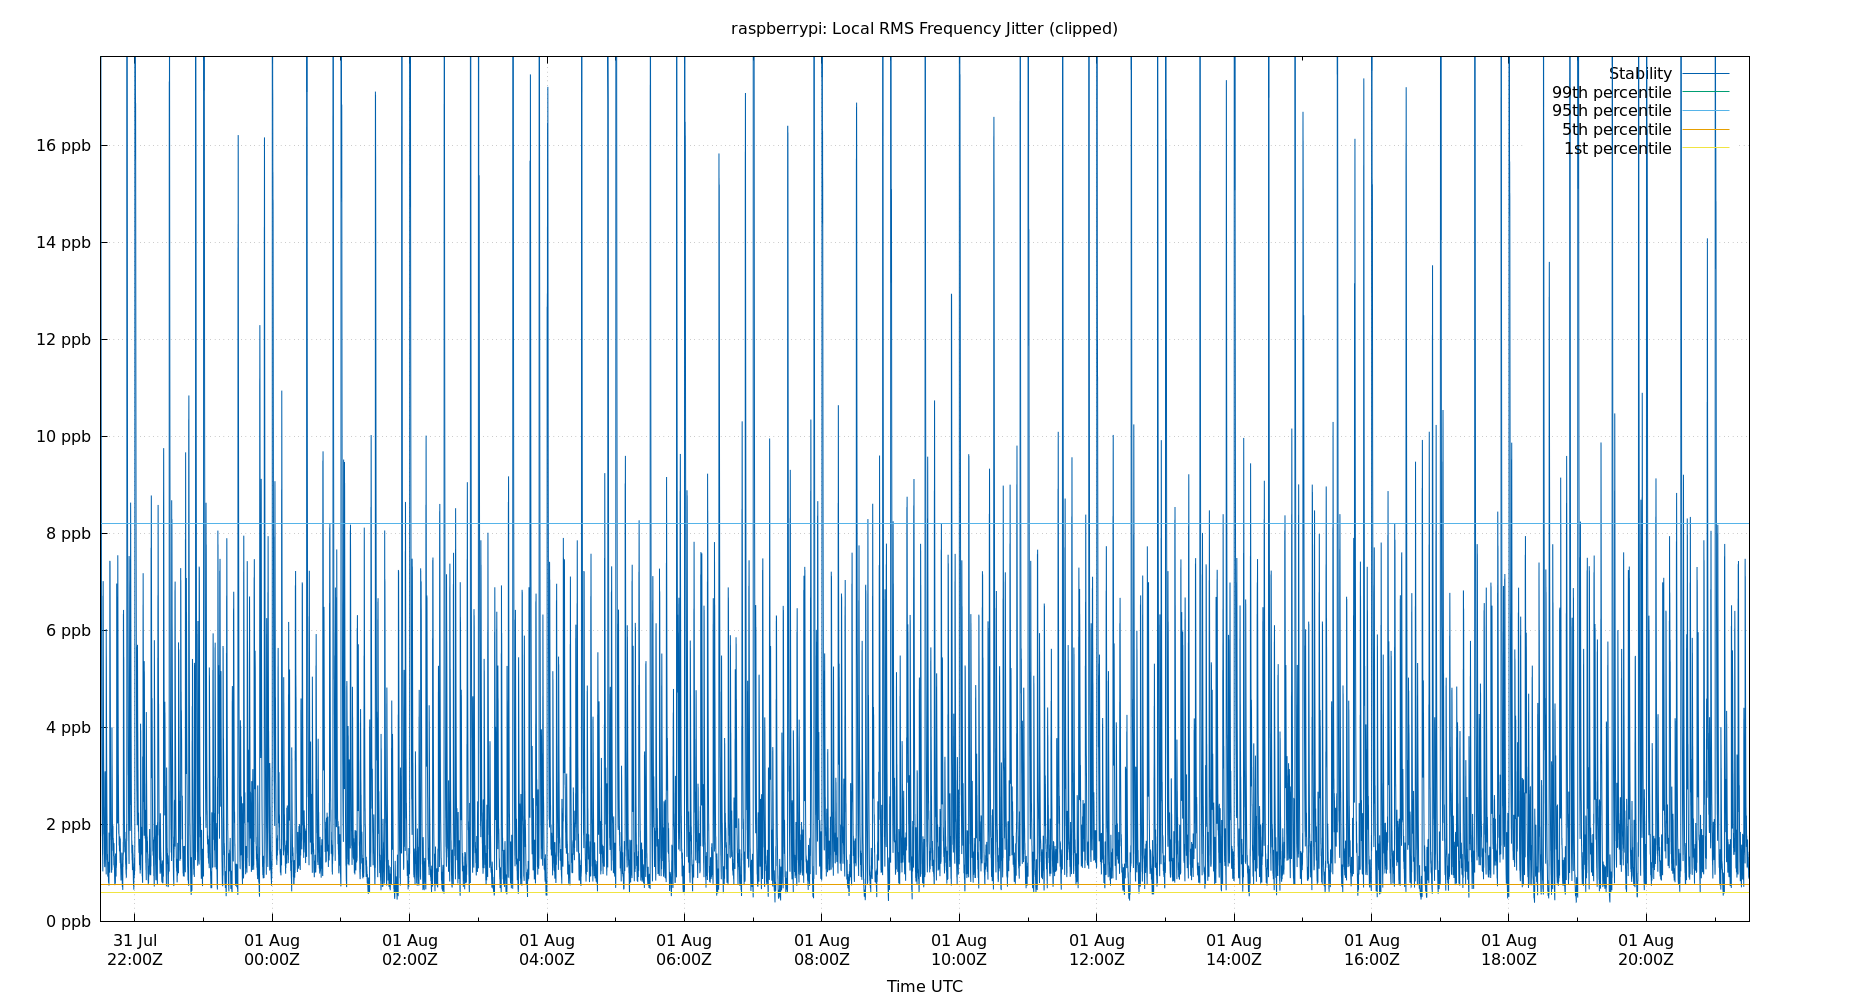 raspberrypi: Local RMS Frequency Jitter (clipped)
Stability
99th percentile
95th percentile
5th percentile
1st percentile
16 ppb
14 ppb
12 ppb
10 ppb
8 ppb
6 ppb
4 ppb
2 ppb
0 ppb
31 Jul 01 Aug 01 Aug 01 Aug 01 Aug 01 Aug 01 Aug 01 Aug 01 Aug 01 Aug 01 Aug 01 Aug
22:00Z 00:00Z 02:00Z 04:00Z 06:00Z 08:00Z 10:00Z 12:00Z 14:00Z 16:00Z 18:00Z 20:00Z
Time UTC